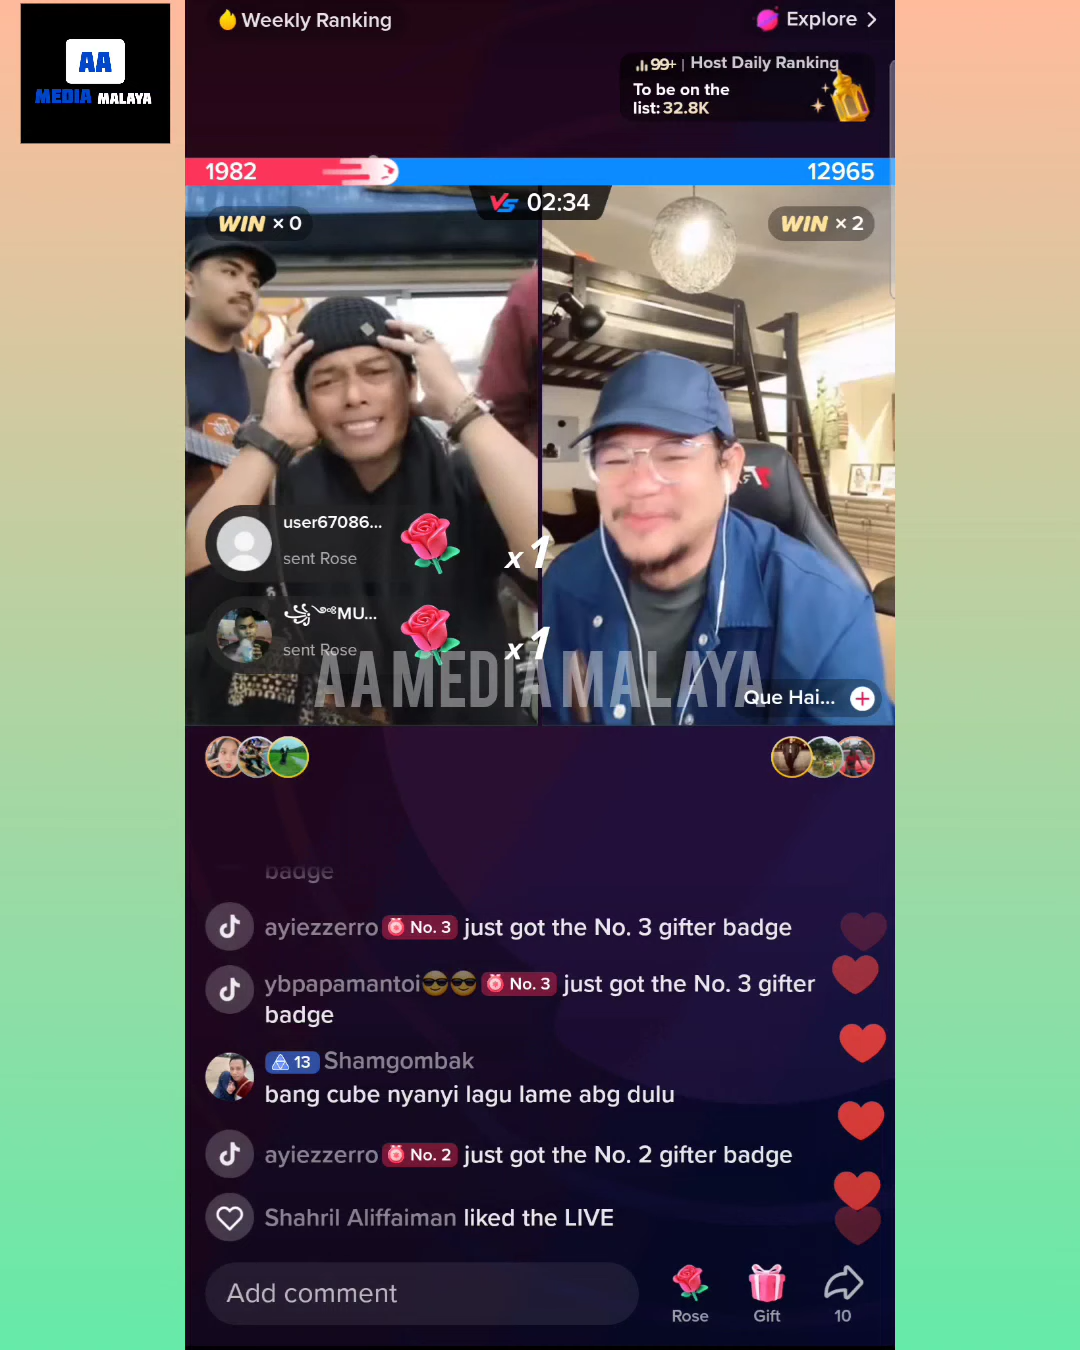 AA
MEDIA MALAYA
Weekly Ranking
Explore
99+ | Host Daily Ranking
To be on the
list: 32.8K
1982
12965
VS 02:34
WIN × 0
WIN × 2
user67086...
sent Rose
x1
MU...
sent Rose
x1
AA MEDIA MALAYA
Que Hai...
badge
ayiezzerro No. 3 just got the No. 3 gifter badge
ybpapamantoi😎😎 No. 3 just got the No. 3 gifter
badge
13 Shamgombak
bang cube nyanyi lagu lame abg dulu
ayiezzerro No. 2 just got the No. 2 gifter badge
Shahril Aliffaiman liked the LIVE
Add comment
Rose
Gift
10